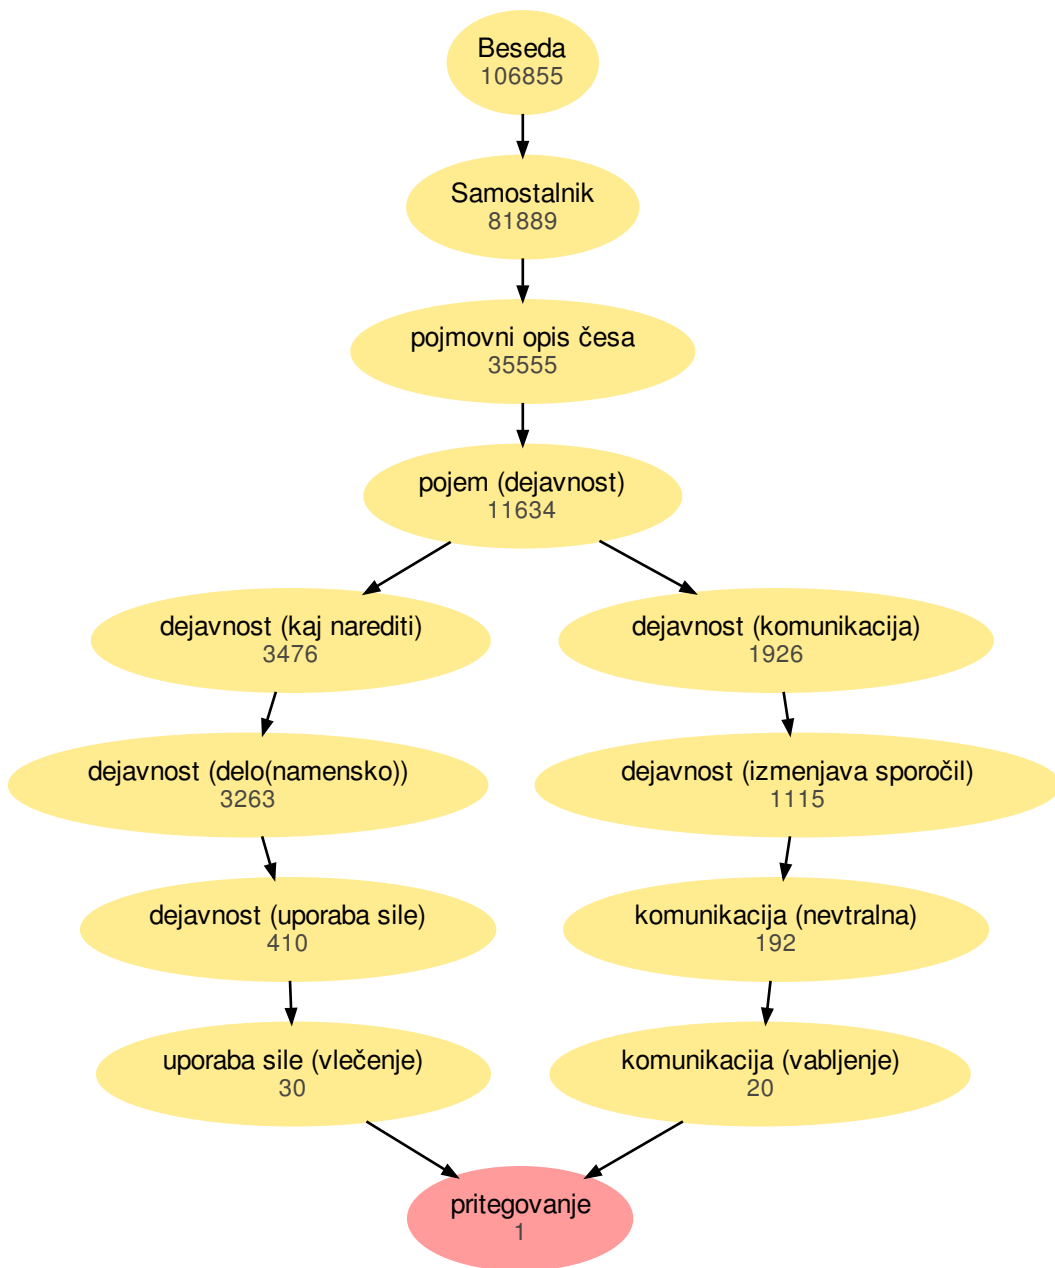 Beseda
106855
Samostalnik
81889
pojmovni opis česa
35555
pojem (dejavnost)
11634
dejavnost (kaj narediti)
3476
dejavnost (komunikacija)
1926
dejavnost (delo(namensko))
3263
dejavnost (izmenjava sporočil)
1115
dejavnost (uporaba sile)
410
komunikacija (nevtralna)
192
uporaba sile (vlečenje)
30
komunikacija (vabljenje)
20
pritegovanje
1